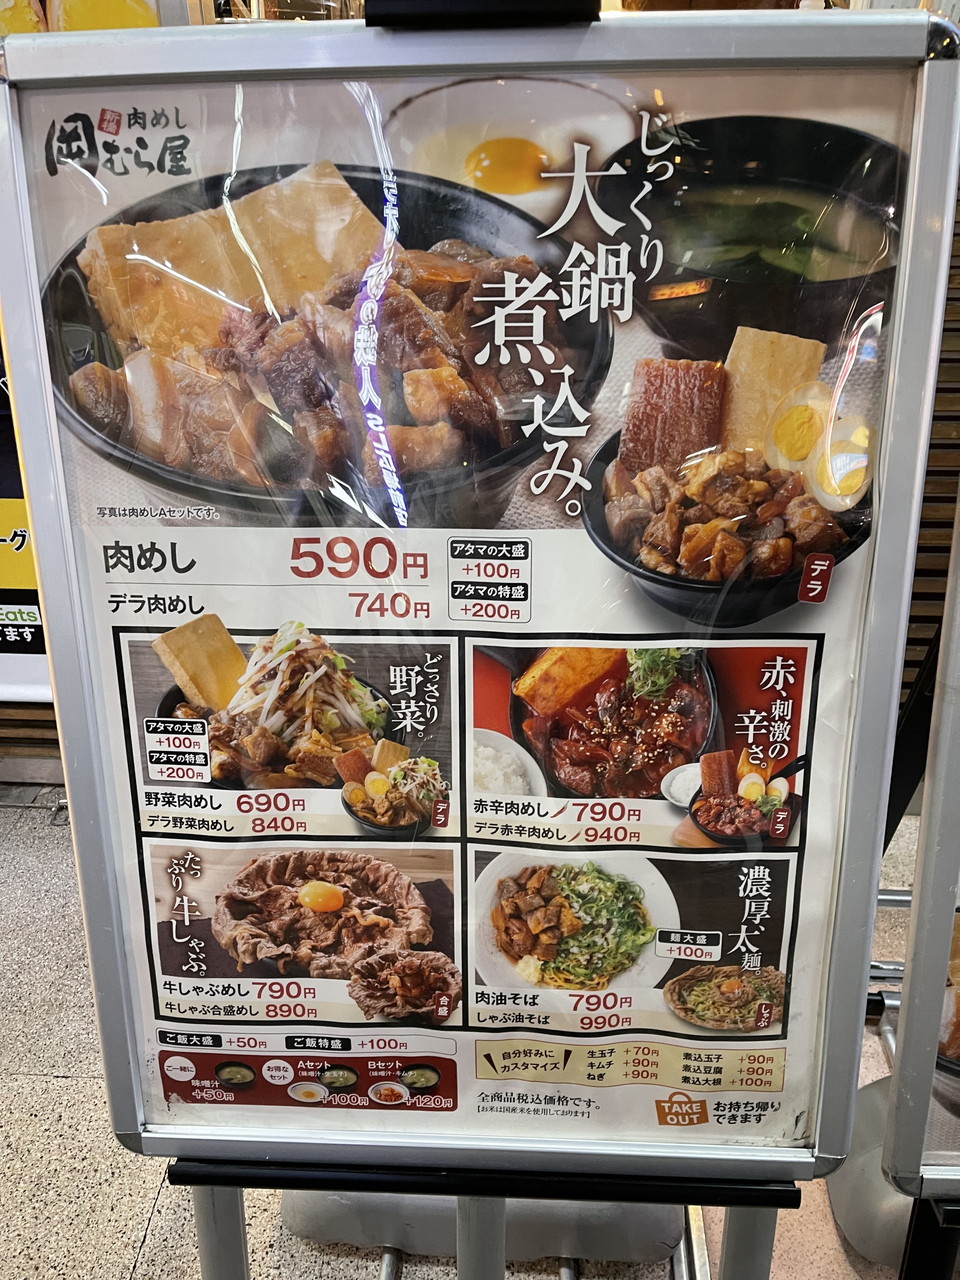 新橋
肉めし
岡むら屋
じっくり
大鍋
煮込み。
写真は肉めしAセットです。
肉めし 590円
デラ肉めし 740円
アタマの大盛
+100円
アタマの特盛
+200円
デラ
どっさり
野菜。
アタマの大盛
+100円
アタマの特盛
+200円
野菜肉めし 690円
デラ野菜肉めし 840円
デラ
赤、刺激の
辛さ。
赤辛肉めし 790円
デラ赤辛肉めし 940円
デラ
たっぷり
牛しゃぶ。
牛しゃぶめし 790円
牛しゃぶ合盛めし 890円
合盛
濃厚、太麺。
麺大盛
+100円
肉油そば 790円
しゃぶ油そば 990円
しゃぶ
ご飯大盛 +50円 ご飯特盛 +100円
ご一緒に
味噌汁
+50円
お得な
セット
Aセット
(味噌汁・生玉子)
+100円
Bセット
(味噌汁・キムチ)
+120円
自分好みに
カスタマイズ
生玉子 +70円
キムチ +90円
ねぎ +90円
煮込玉子 +90円
煮込豆腐 +90円
煮込大根 +100円
全商品税込価格です。
[お米は国産米を使用しております]
TAKE
OUT
お持ち帰り
できます
Eats
ます